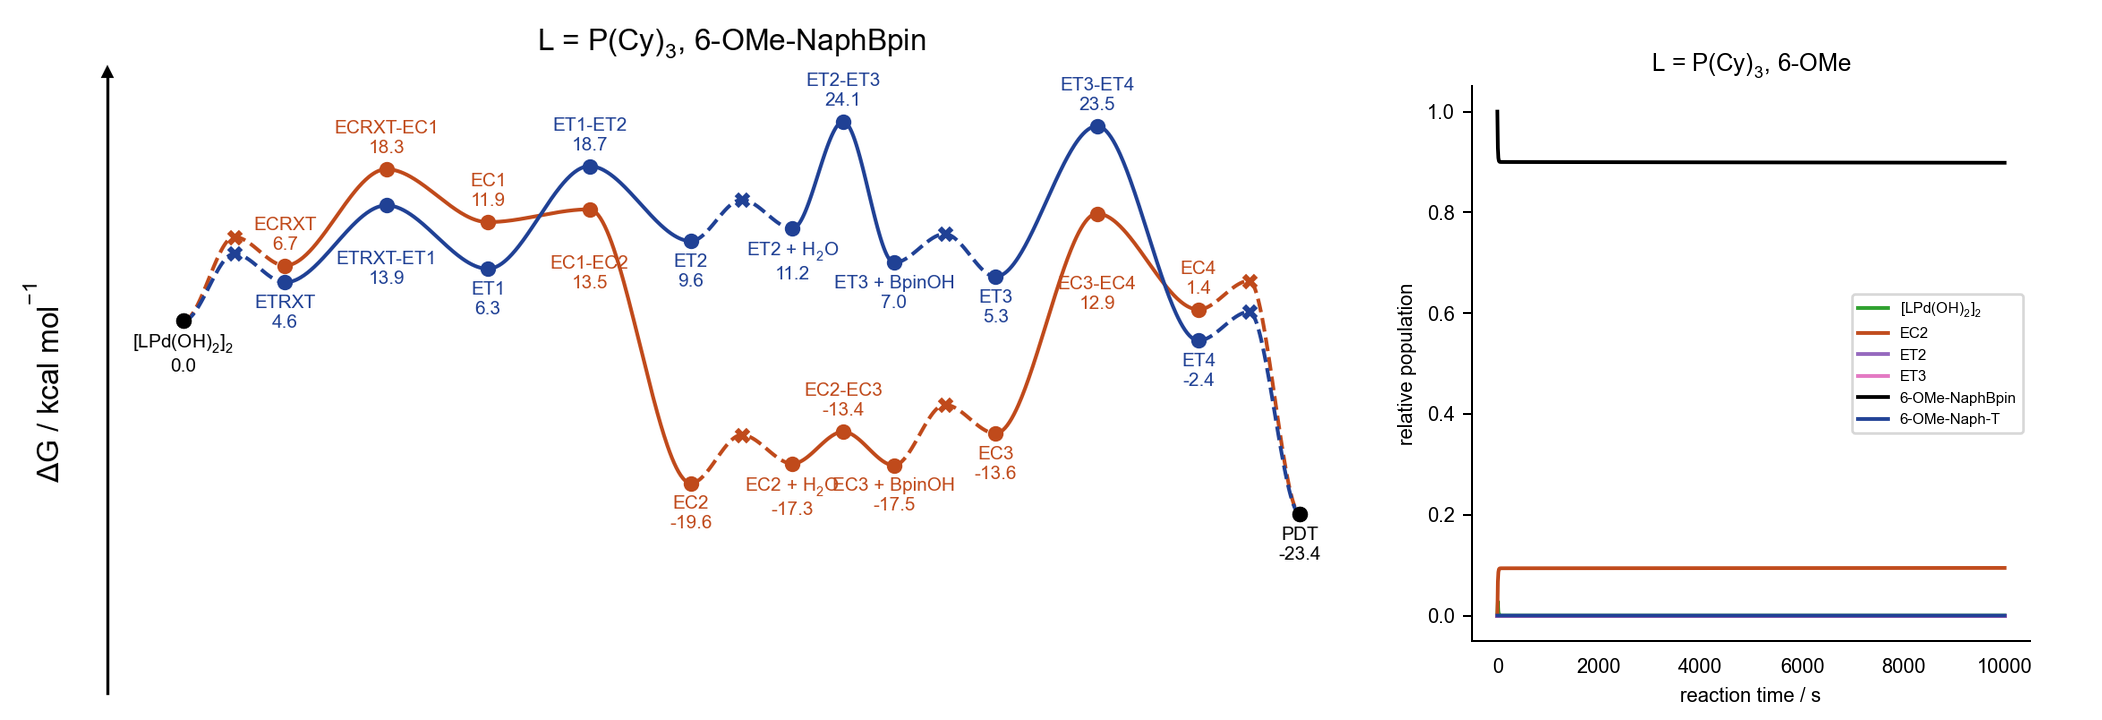 L = P(Cy)₃, 6-OMe-NaphBpin
ΔG / kcal mol⁻¹
[LPd(OH)₂]₂
0.0
ECRXT
6.7
ETRXT
4.6
ECRXT-EC1
18.3
ETRXT-ET1
13.9
EC1
11.9
ET1
6.3
ET1-ET2
18.7
EC1-EC2
13.5
ET2
9.6
EC2
-19.6
ET2 + H₂O
11.2
EC2 + H₂O
-17.3
ET2-ET3
24.1
EC2-EC3
-13.4
ET3 + BpinOH
7.0
EC3 + BpinOH
-17.5
ET3
5.3
EC3
-13.6
ET3-ET4
23.5
EC3-EC4
12.9
EC4
1.4
ET4
-2.4
PDT
-23.4
L = P(Cy)₃, 6-OMe
relative population
1.0
0.8
0.6
0.4
0.2
0.0
[LPd(OH)₂]₂
EC2
ET2
ET3
6-OMe-NaphBpin
6-OMe-Naph-T
0 2000 4000 6000 8000 10000
reaction time / s